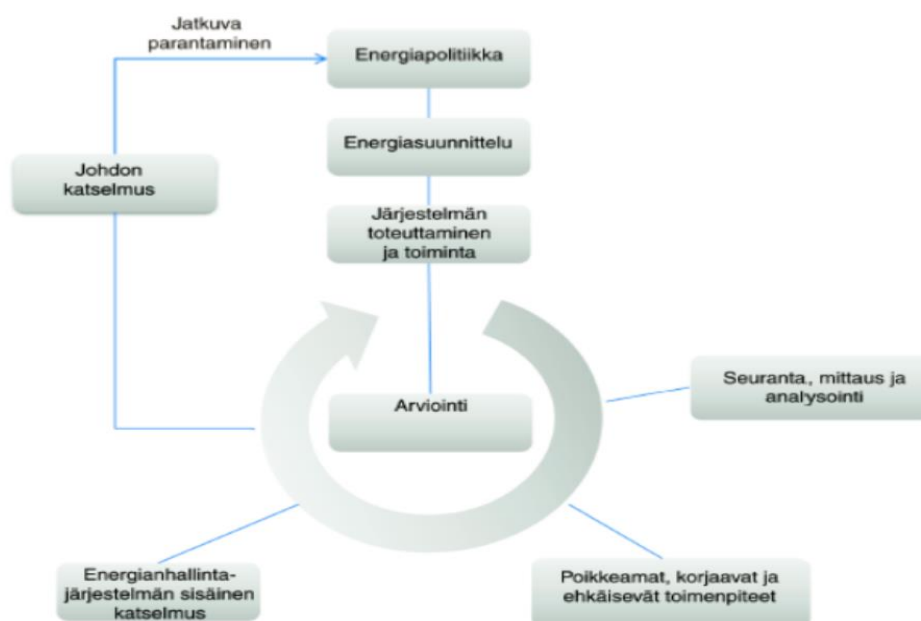 Jatkuva
parantaminen
Energiapolitiikka
Energiasuunnittelu
Johdon
katselmus
Järjestelmän
toteuttaminen
ja toiminta
Arviointi
Seuranta, mittaus ja
analysointi
Energianhallinta-
järjestelmän sisäinen
katselmus
Poikkeamat, korjaavat ja
ehkäisevät toimenpiteet